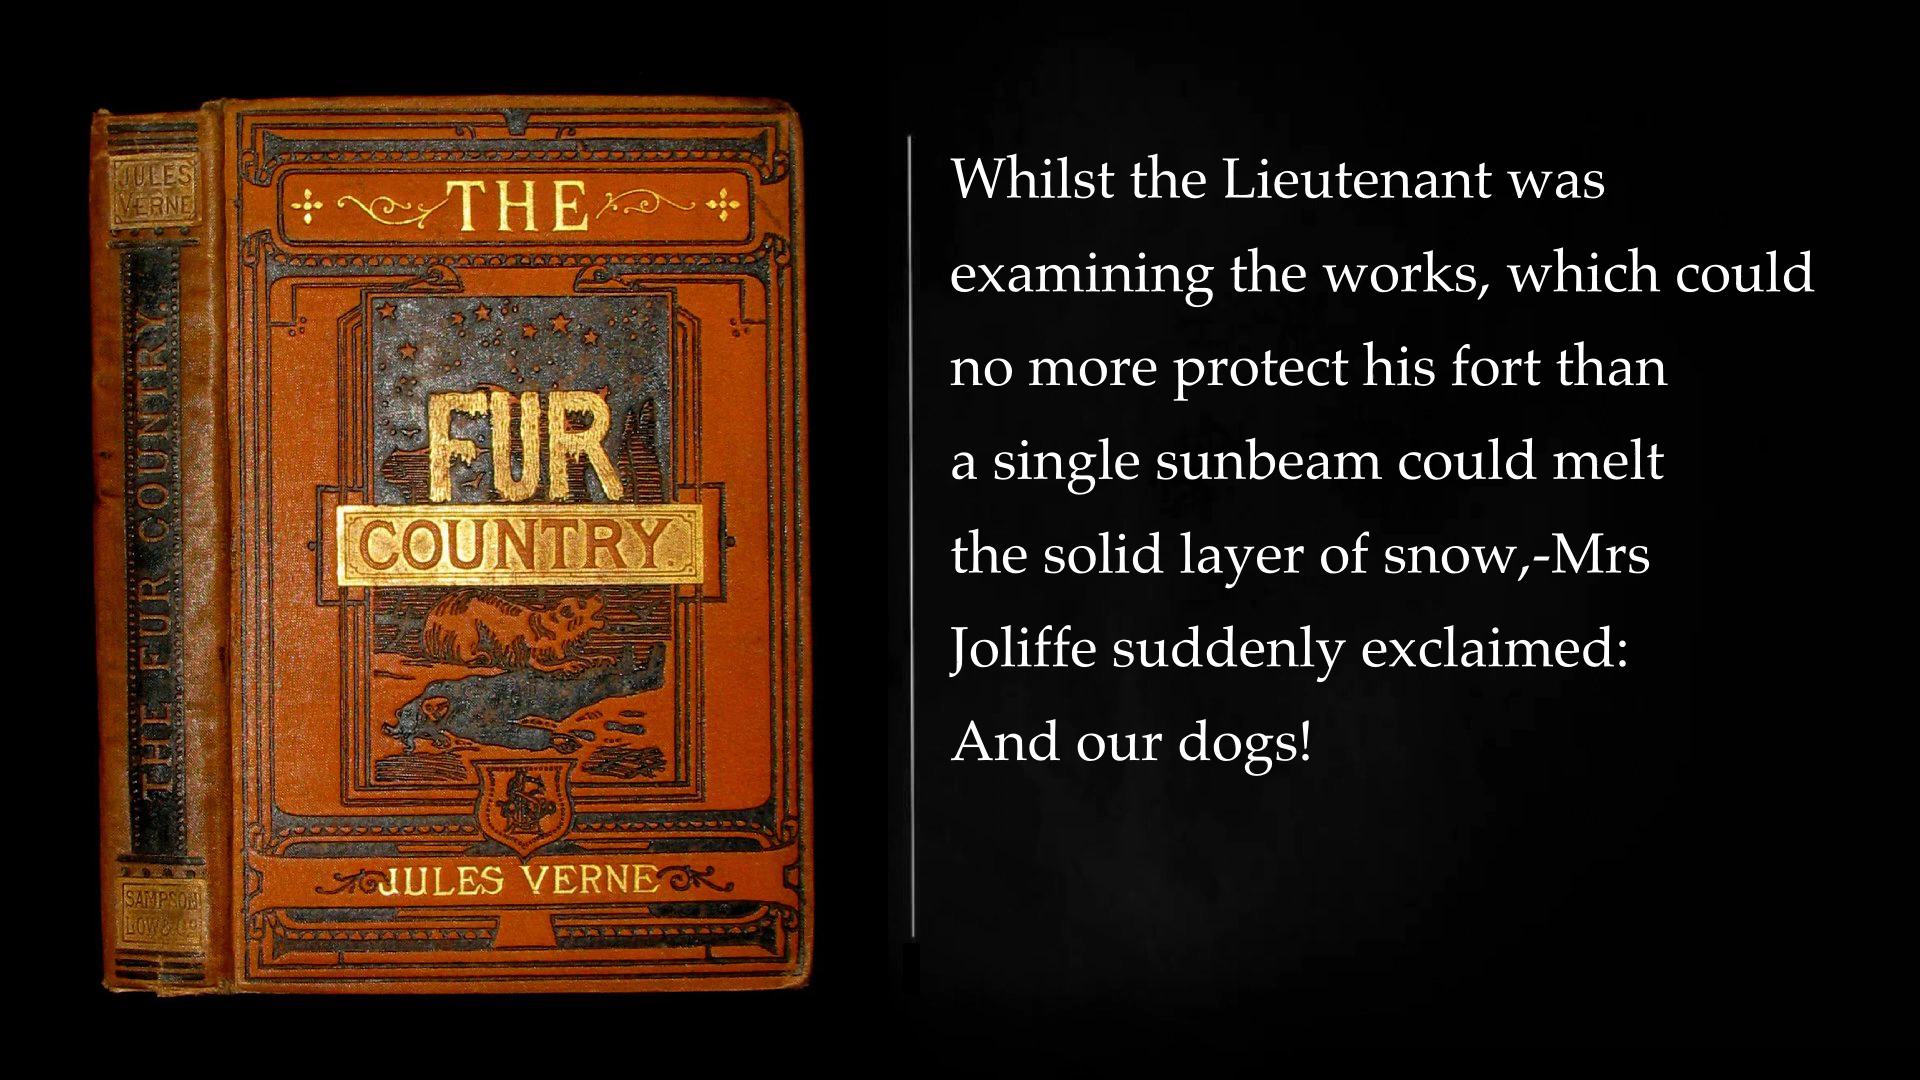 JULES
VERNE
THE FUR COUNTRY.
SAMPSON
LOW & Co
THE
FUR
COUNTRY.
JULES VERNE
Whilst the Lieutenant was
examining the works, which could
no more protect his fort than
a single sunbeam could melt
the solid layer of snow,-Mrs
Joliffe suddenly exclaimed:
And our dogs!